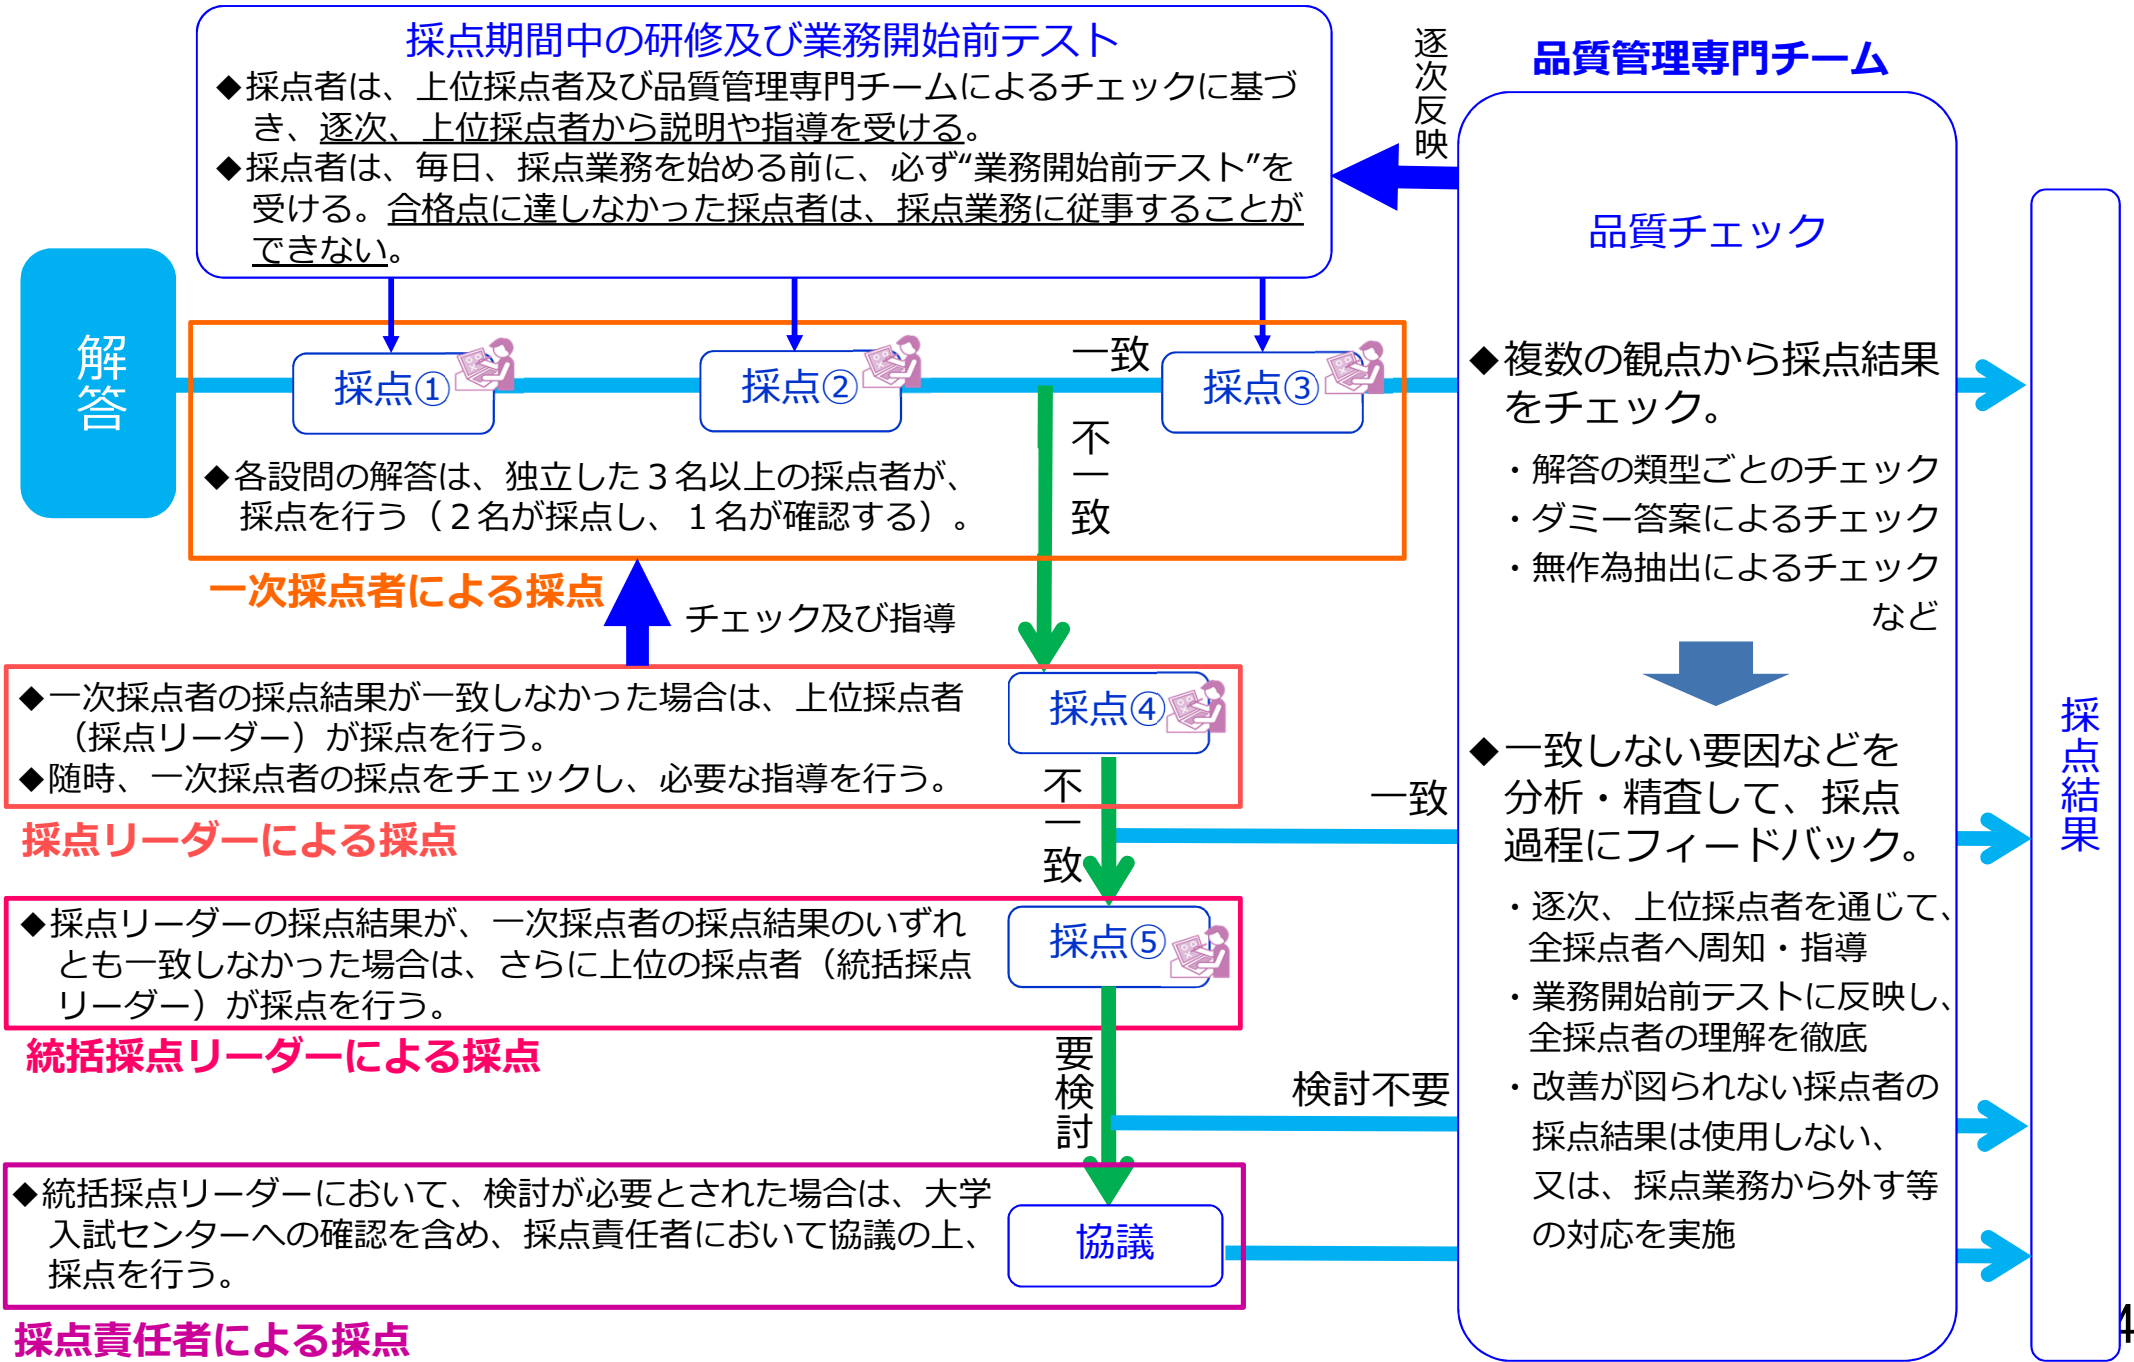 採点期間中の研修及び業務開始前テスト
◆採点者は、上位採点者及び品質管理専門チームによるチェックに基づ
き、逐次、上位採点者から説明や指導を受ける。
◆採点者は、毎日、採点業務を始める前に、必ず“業務開始前テスト”を
受ける。合格点に達しなかった採点者は、採点業務に従事することが
できない。
逐次反映
品質管理専門チーム
解答
採点①
採点②
一致
採点③
不一致
◆各設問の解答は、独立した３名以上の採点者が、
採点を行う（２名が採点し、１名が確認する）。
一次採点者による採点
チェック及び指導
◆一次採点者の採点結果が一致しなかった場合は、上位採点者
（採点リーダー）が採点を行う。
◆随時、一次採点者の採点をチェックし、必要な指導を行う。
採点④
不一致
一致
採点リーダーによる採点
◆採点リーダーの採点結果が、一次採点者の採点結果のいずれ
とも一致しなかった場合は、さらに上位の採点者（統括採点
リーダー）が採点を行う。
採点⑤
統括採点リーダーによる採点
要検討
検討不要
◆統括採点リーダーにおいて、検討が必要とされた場合は、大学
入試センターへの確認を含め、採点責任者において協議の上、
採点を行う。
協議
採点責任者による採点
品質チェック
◆複数の観点から採点結果
をチェック。
・解答の類型ごとのチェック
・ダミー答案によるチェック
・無作為抽出によるチェック
など
◆一致しない要因などを
分析・精査して、採点
過程にフィードバック。
・逐次、上位採点者を通じて、
全採点者へ周知・指導
・業務開始前テストに反映し、
全採点者の理解を徹底
・改善が図られない採点者の
採点結果は使用しない、
又は、採点業務から外す等
の対応を実施
採点結果
4